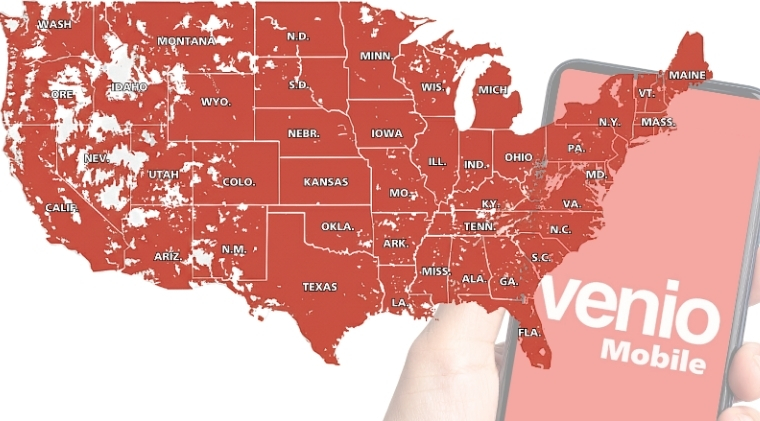 WASH
MONTANA
N.D.
MINN.
MAINE
ORE.
IDAHO
S.D.
WIS.
MICH
VT.
WYO.
N.Y.
MASS.
NEBR.
IOWA
PA.
NEV.
UTAH
COLO.
KANSAS
ILL.
IND.
OHIO
MD.
CALIF.
MO.
KY.
VA.
ARIZ.
N.M.
OKLA.
ARK.
TENN.
N.C.
TEXAS
MISS.
ALA.
GA.
S.C.
LA.
FLA.
venio
Mobile